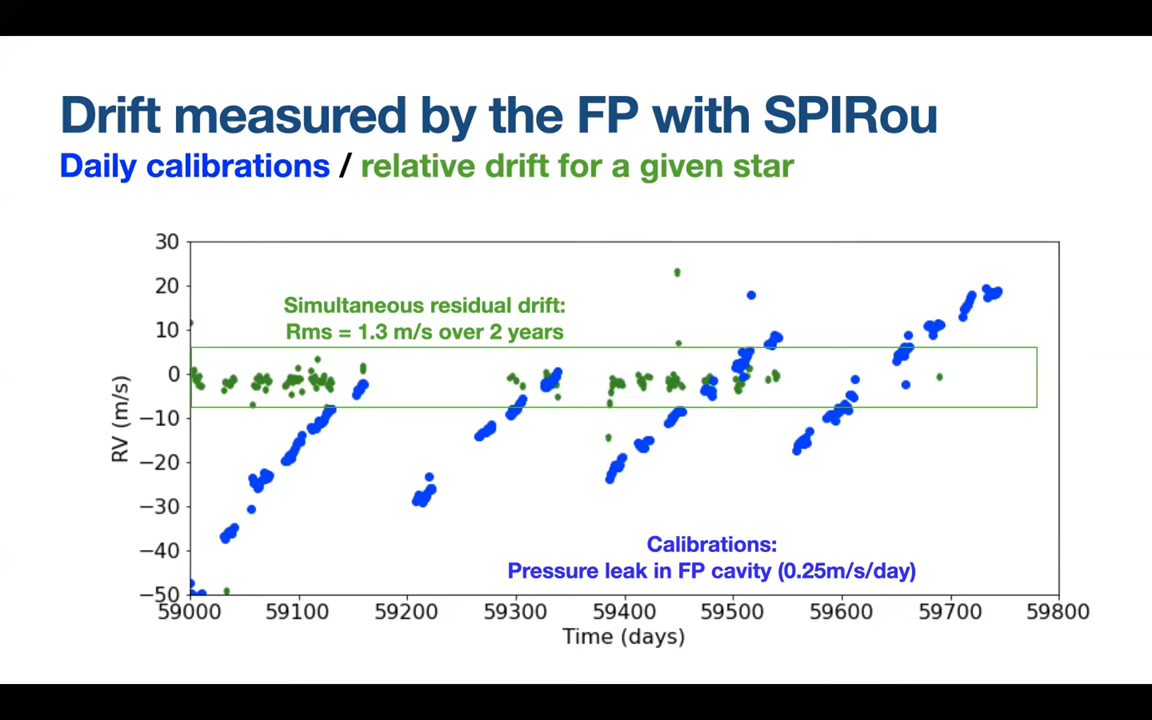 Drift measured by the FP with SPIRou
Daily calibrations / relative drift for a given star
30
20
10
0
−10
−20
−30
−40
−50
RV (m/s)
Simultaneous residual drift:
Rms = 1.3 m/s over 2 years
Calibrations:
Pressure leak in FP cavity (0.25m/s/day)
59000 59100 59200 59300 59400 59500 59600 59700 59800
Time (days)